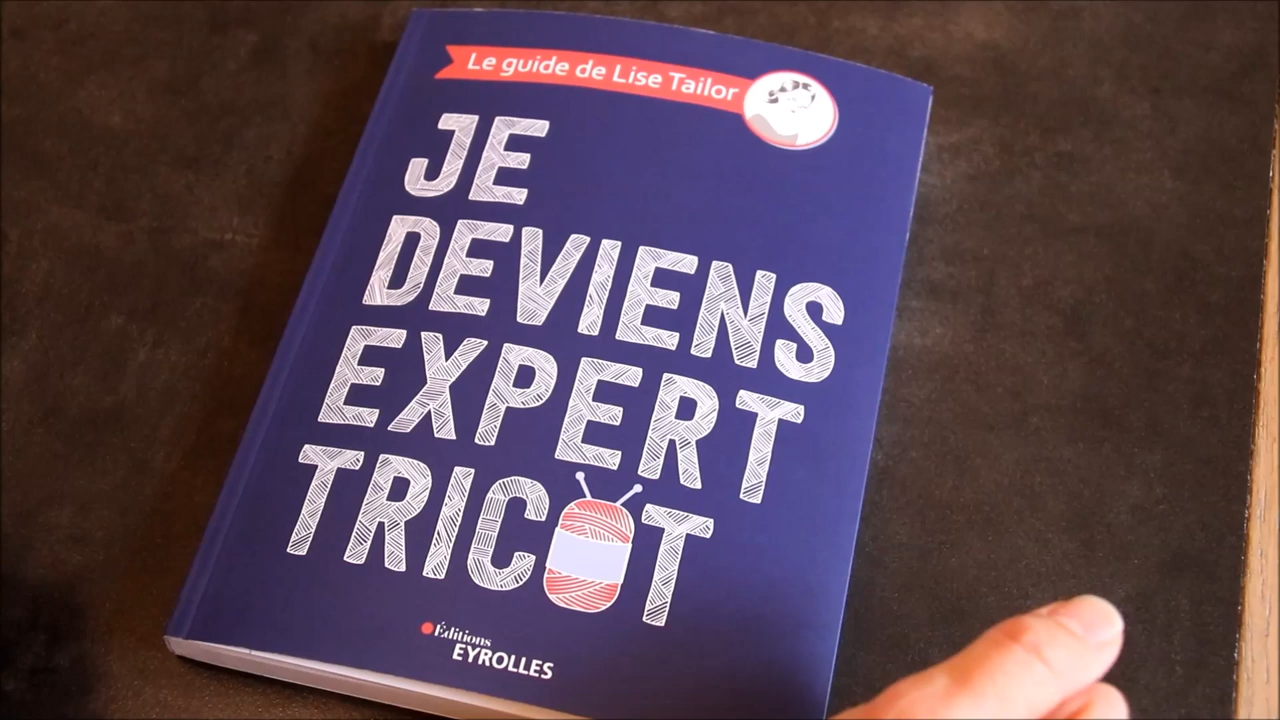 Le guide de Lise Tailor
JE
DEVIENS
EXPERT
TRICOT
Éditions
EYROLLES